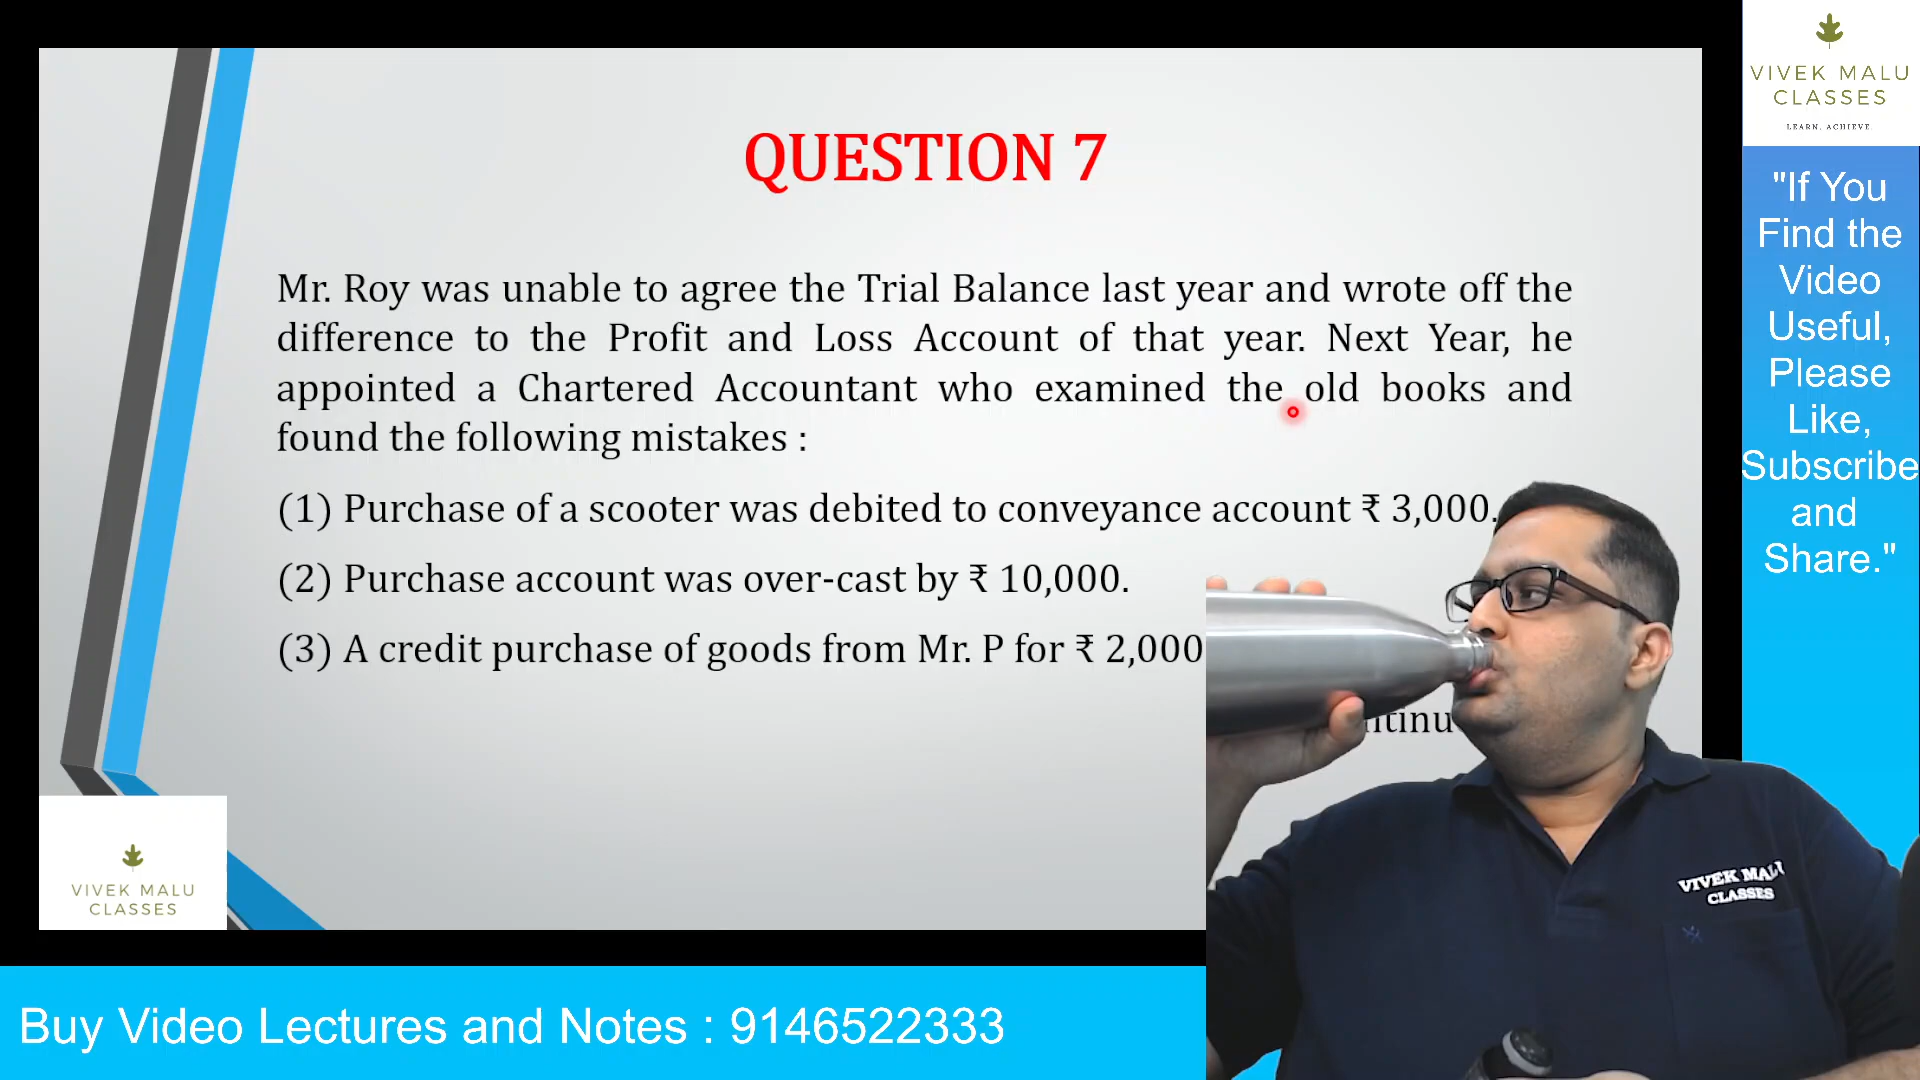 QUESTION 7
Mr. Roy was unable to agree the Trial Balance last year and wrote off the
difference to the Profit and Loss Account of that year. Next Year, he
appointed a Chartered Accountant who examined the old books and
found the following mistakes :
(1) Purchase of a scooter was debited to conveyance account ₹ 3,000.
(2) Purchase account was over-cast by ₹ 10,000.
(3) A credit purchase of goods from Mr. P for ₹ 2,000
VIVEK MALU
CLASSES
Buy Video Lectures and Notes : 9146522333
VIVEK MALU
CLASSES
LEARN. ACHIEVE.
"If You
Find the
Video
Useful,
Please
Like,
Subscribe
and
Share."
VIVEK MALU
CLASSES